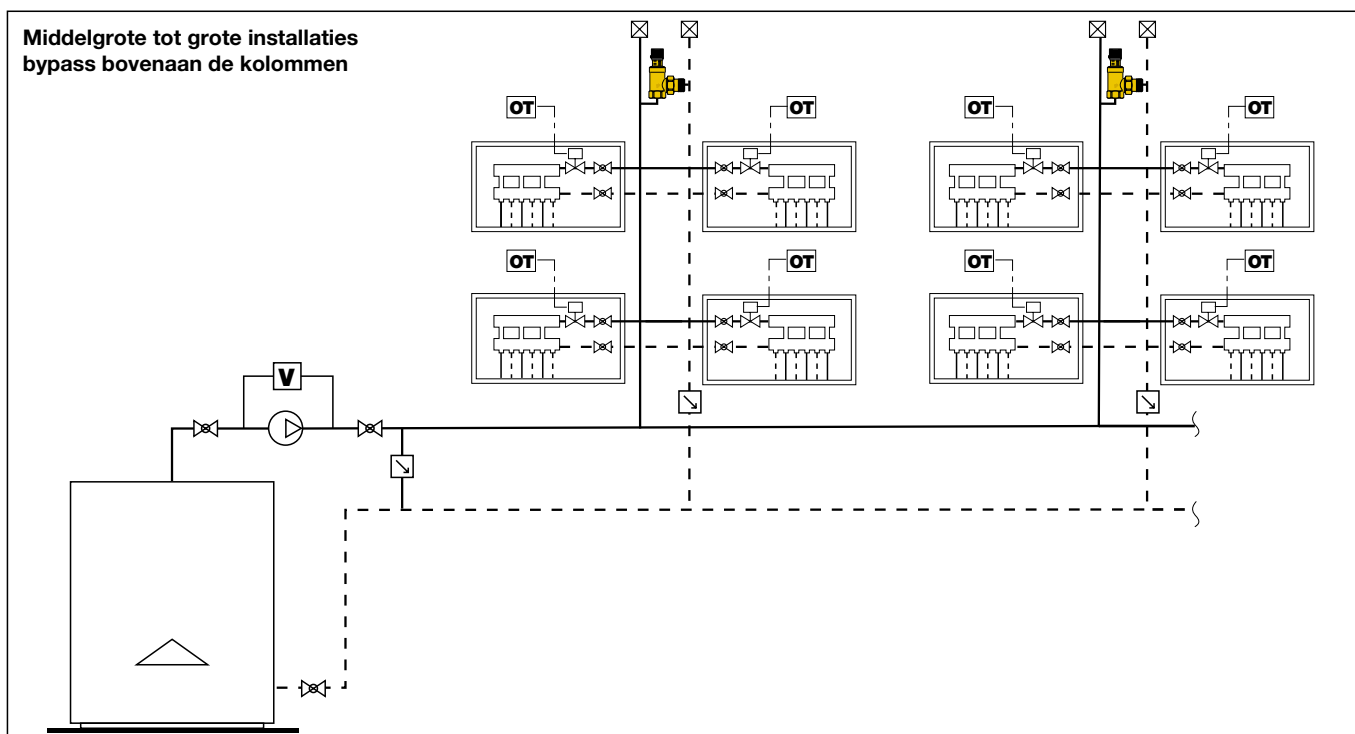 Middelgrote tot grote installaties
bypass bovenaan de kolommen
OT OT OT OT
OT OT OT OT
V